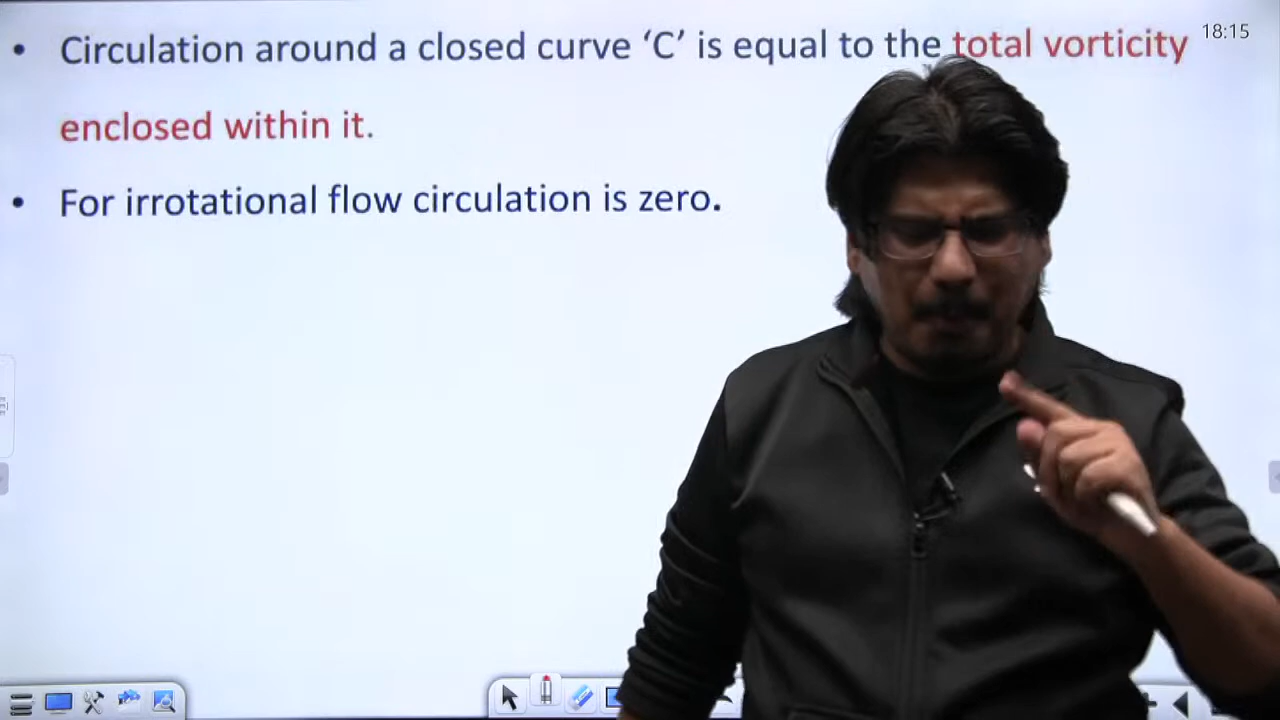 • Circulation around a closed curve ‘C’ is equal to the total vorticity
18:15
enclosed within it.
• For irrotational flow circulation is zero.